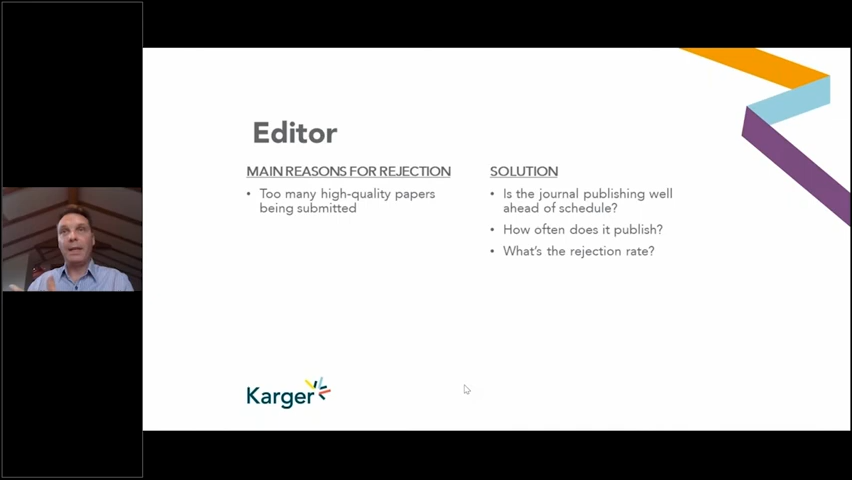 Editor
MAIN REASONS FOR REJECTION
• Too many high-quality papers
being submitted
SOLUTION
• Is the journal publishing well
ahead of schedule?
• How often does it publish?
• What's the rejection rate?
Karger